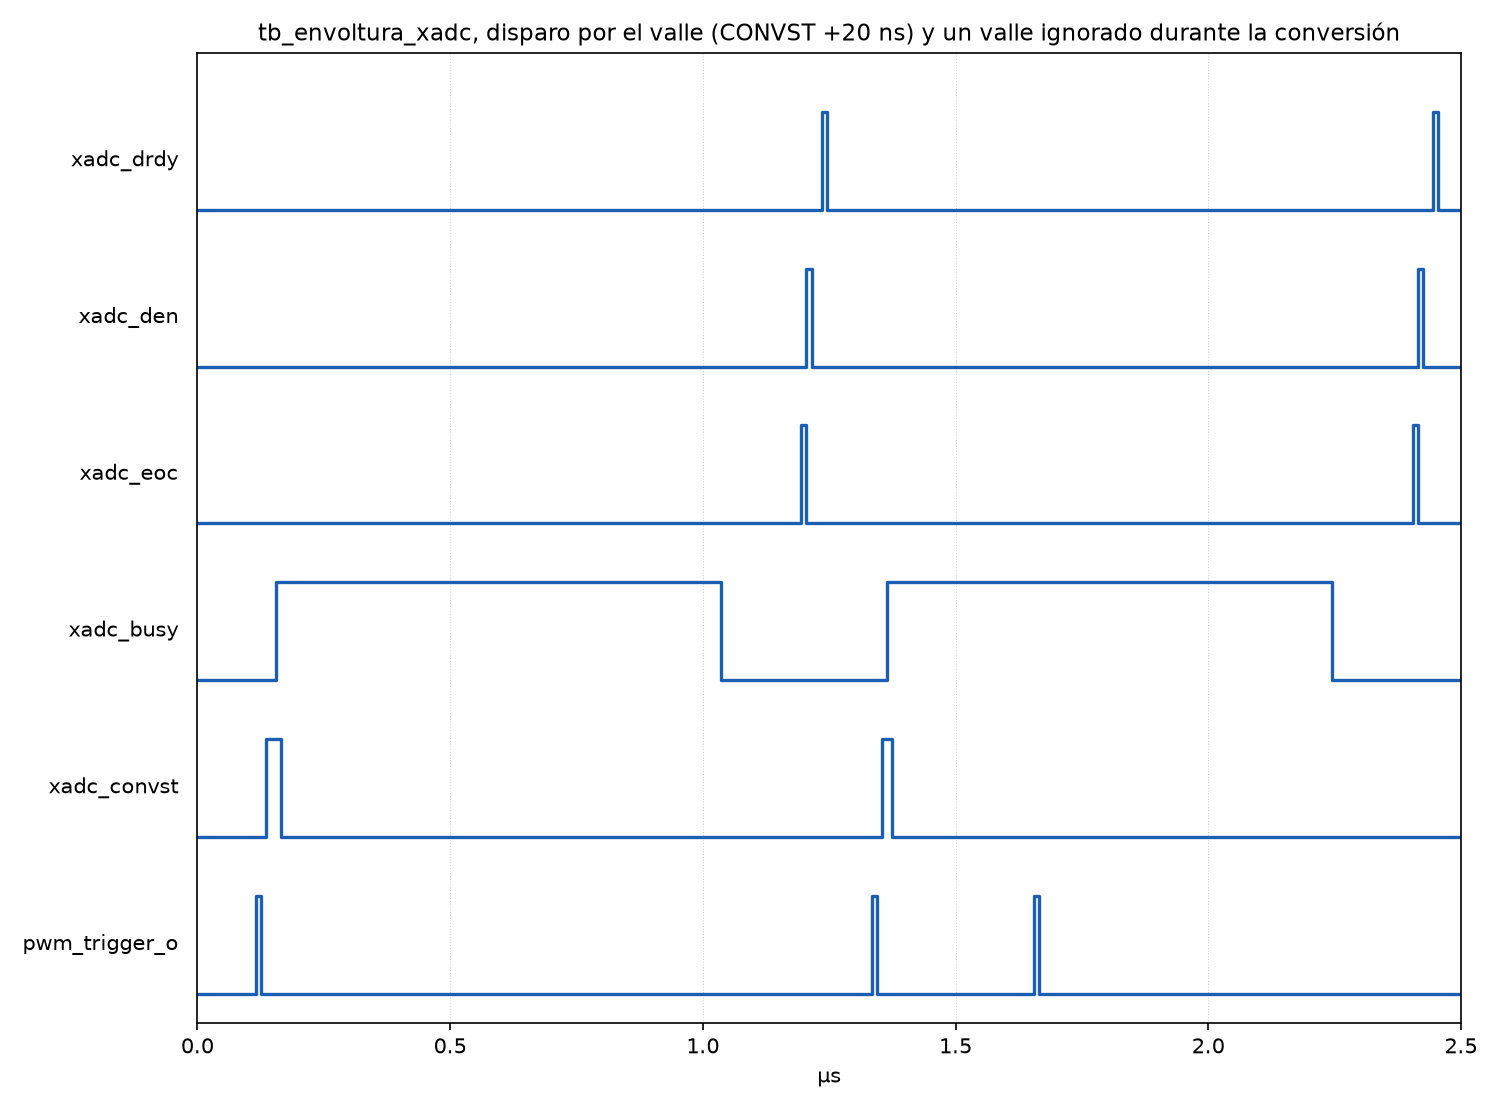 tb_envoltura_xadc, disparo por el valle (CONVST +20 ns) y un valle ignorado durante la conversión
xadc_drdy
xadc_den
xadc_eoc
xadc_busy
xadc_convst
pwm_trigger_o
0.0 0.5 1.0 1.5 2.0 2.5
µs